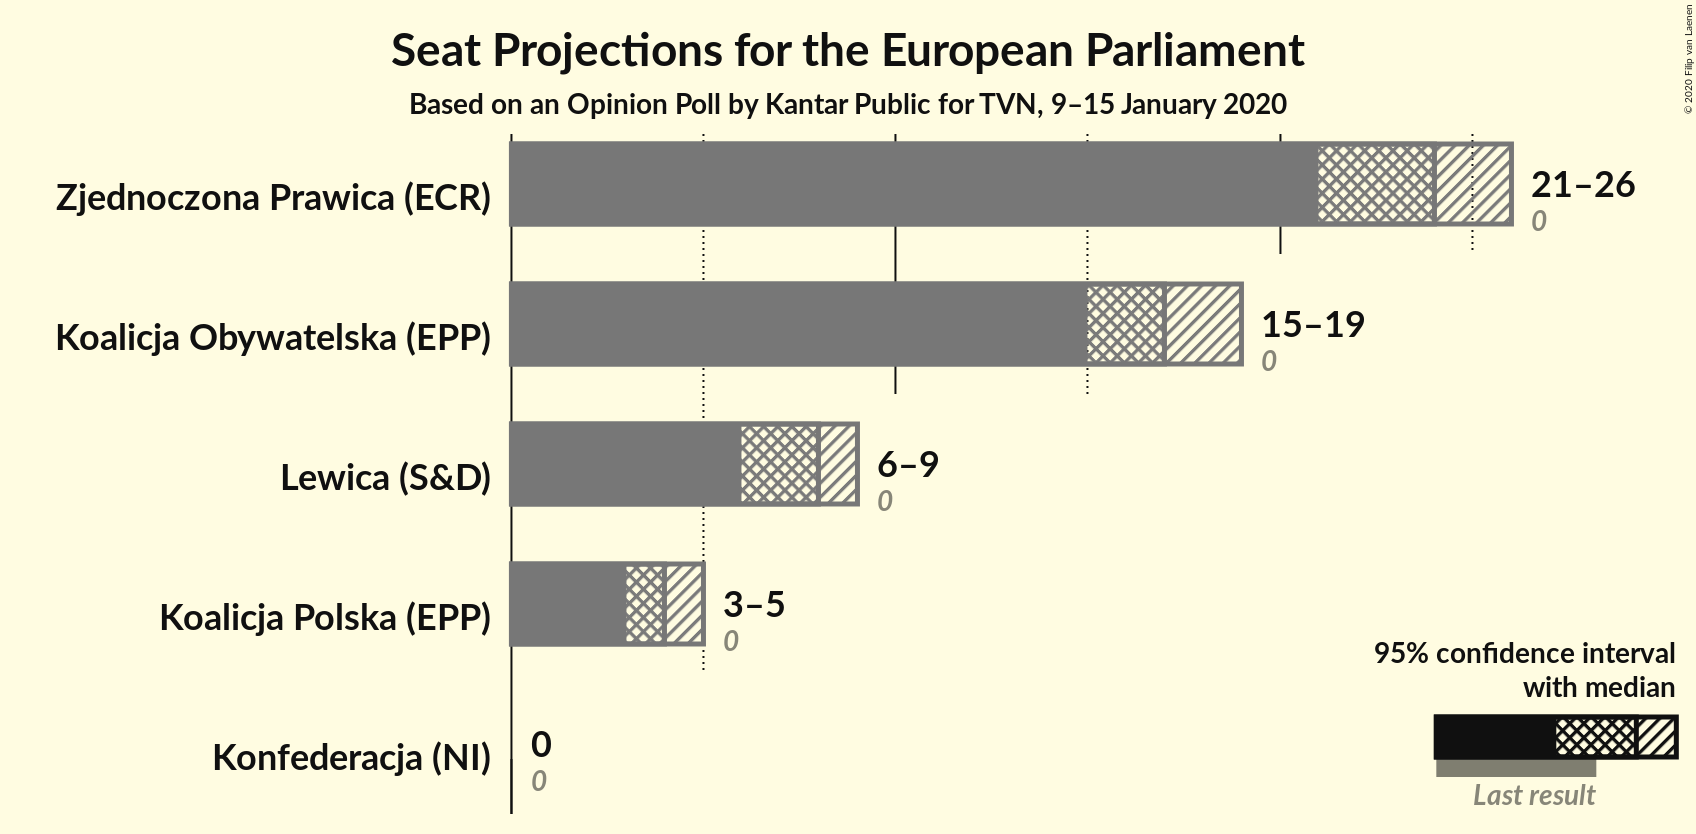 Seat Projections for the European Parliament
Based on an Opinion Poll by Kantar Public for TVN, 9–15 January 2020
© 2020 Filip van Laenen
Zjednoczona Prawica (ECR)
21–26
0
Koalicja Obywatelska (EPP)
15–19
0
Lewica (S&D)
6–9
0
Koalicja Polska (EPP)
3–5
0
Konfederacja (NI)
0
0
95% confidence interval
with median
Last result